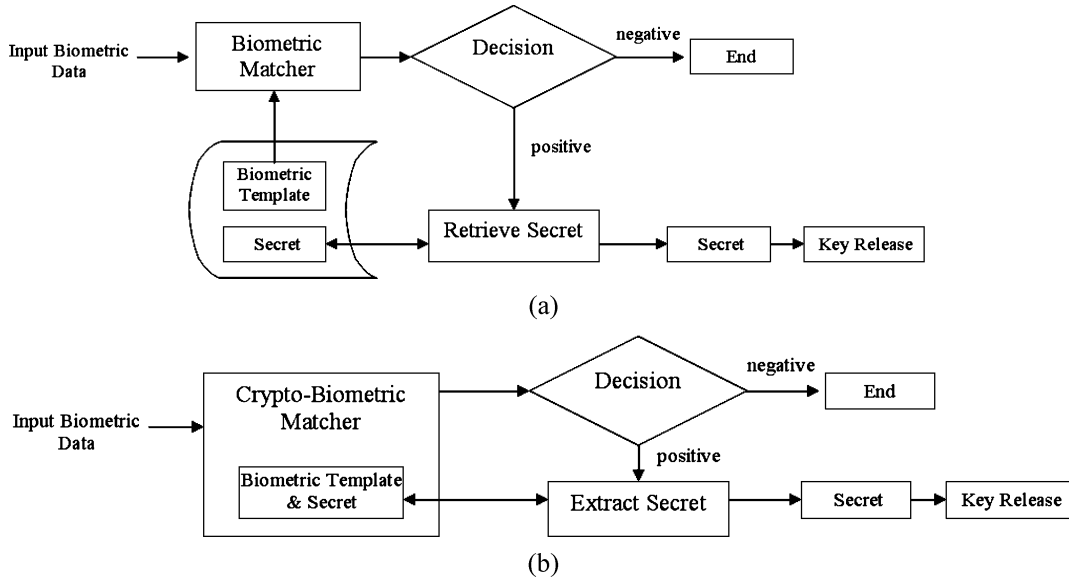 Input Biometric
Data
Biometric
Matcher
Decision
negative
End
positive
Biometric
Template
Secret
Retrieve Secret
Secret
Key Release
(a)
Input Biometric
Data
Crypto-Biometric
Matcher
Decision
negative
End
positive
Biometric Template
& Secret
Extract Secret
Secret
Key Release
(b)